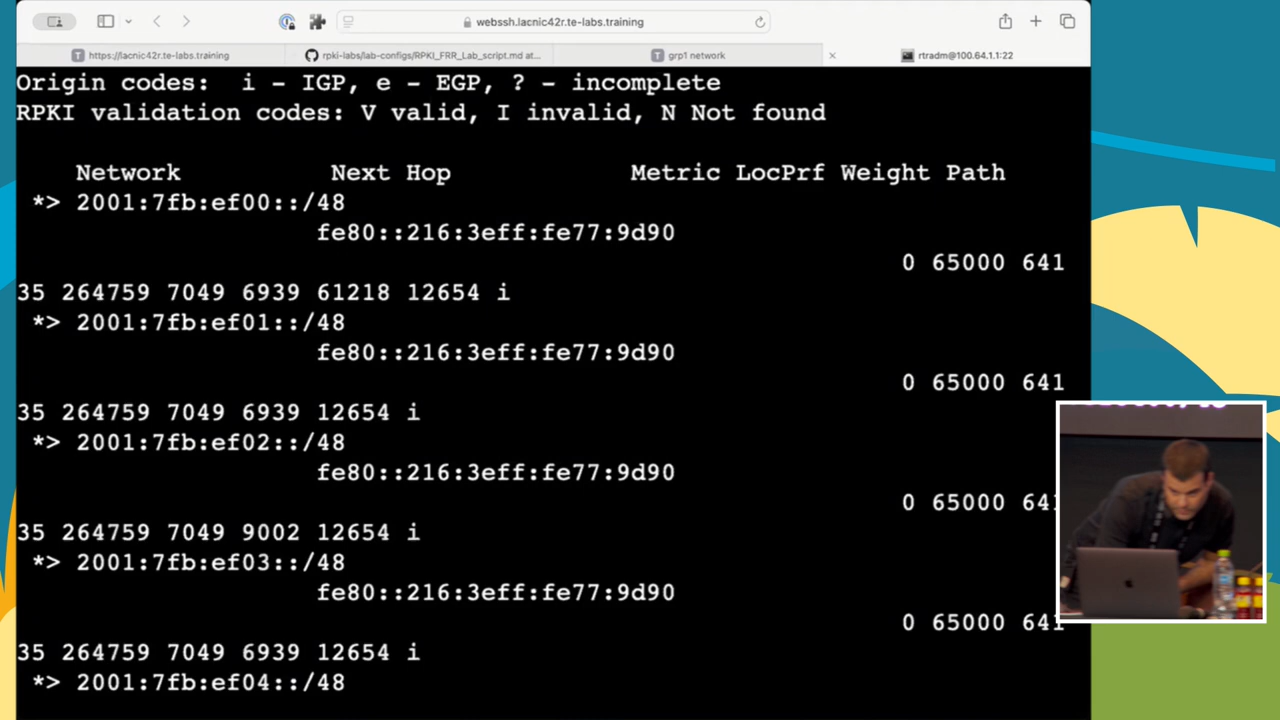 webssh.lacnic42r.te-labs.training
https://lacnic42r.te-labs.training
rpki-labs/lab-configs/RPKI_FRR_Lab_script.md at...
grp1 network
rtradm@100.64.1.1:22
Origin codes:  i - IGP, e - EGP, ? - incomplete
RPKI validation codes: V valid, I invalid, N Not found
Network Next Hop Metric LocPrf Weight Path
*> 2001:7fb:ef00::/48
fe80::216:3eff:fe77:9d90
0 65000 641
35 264759 7049 6939 61218 12654 i
*> 2001:7fb:ef01::/48
fe80::216:3eff:fe77:9d90
0 65000 641
35 264759 7049 6939 12654 i
*> 2001:7fb:ef02::/48
fe80::216:3eff:fe77:9d90
0 65000 641
35 264759 7049 9002 12654 i
*> 2001:7fb:ef03::/48
fe80::216:3eff:fe77:9d90
0 65000 641
35 264759 7049 6939 12654 i
*> 2001:7fb:ef04::/48